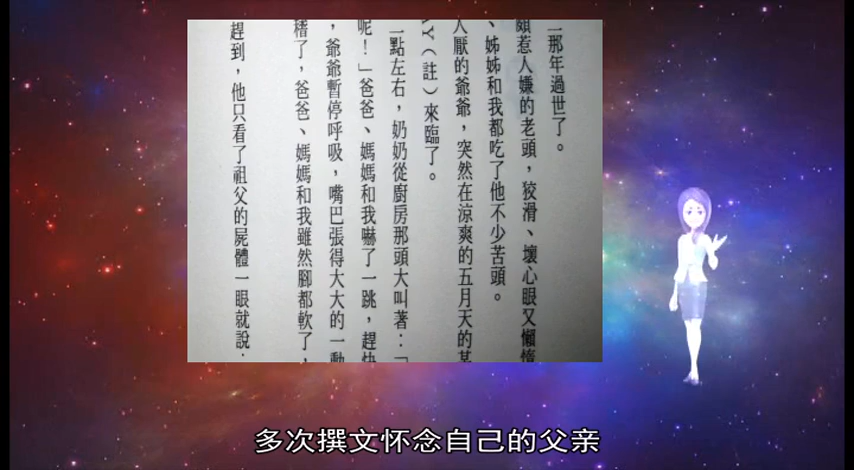 二那年過世了。
頗惹人嫌的老頭，狡滑、壞心眼又懶惰
、姊姊和我都吃了他不少苦頭。
人厭的爺爺，突然在涼爽的五月天的某
AY（註）來臨了。
二點左右，奶奶從廚房那頭大叫著：「
呢！」爸爸、媽媽和我嚇了一跳，趕快
，爺爺暫停呼吸，嘴巴張得大大的一動
稽了，爸爸、媽媽和我雖然腳都軟了，
趕到，他只看了祖父的屍體一眼就說：
多次撰文怀念自己的父亲